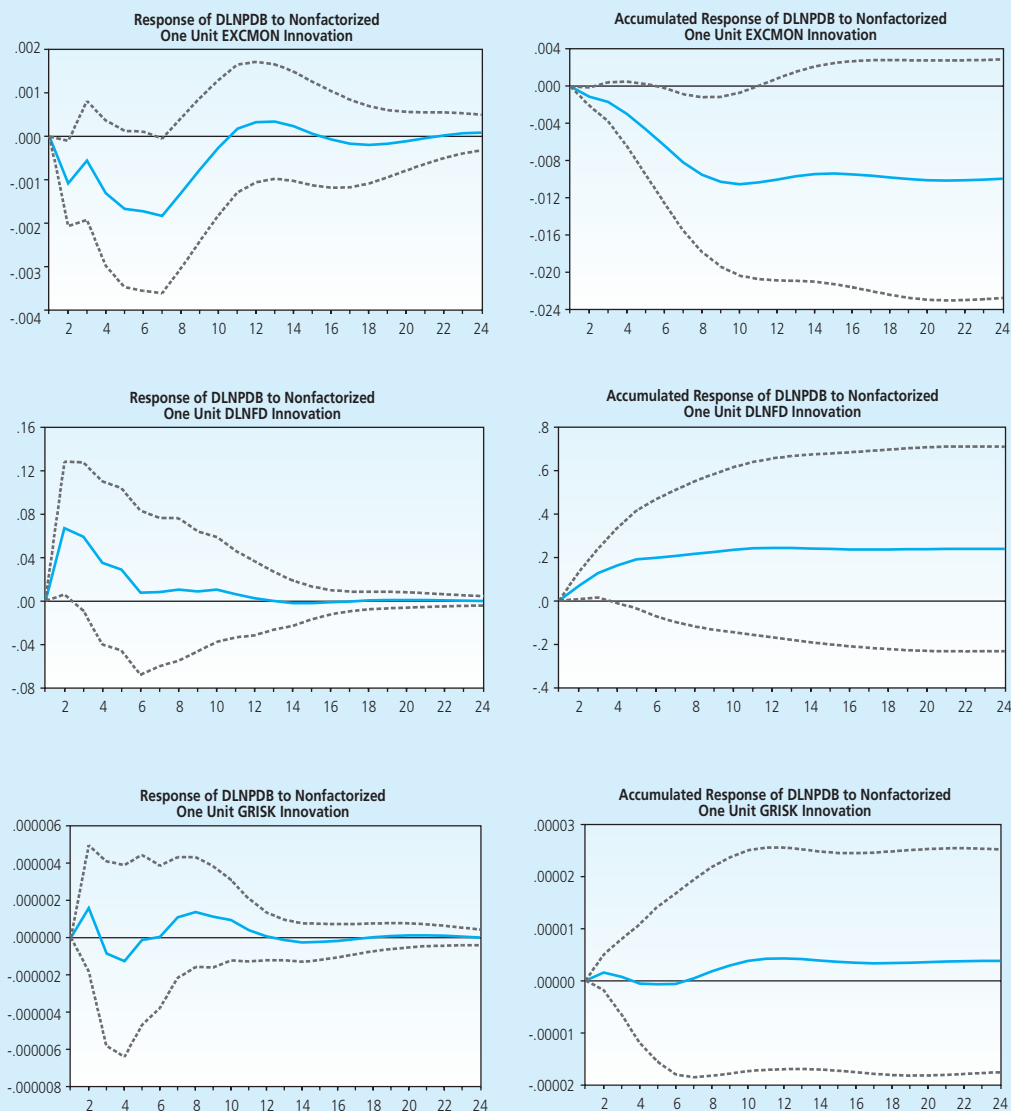 Response of DLNPDB to Nonfactorized
One Unit EXCMON Innovation
.002
.001
.000
-.001
-.002
-.003
-.004
2 4 6 8 10 12 14 16 18 20 22 24
Accumulated Response of DLNPDB to Nonfactorized
One Unit EXCMON Innovation
.004
.000
-.004
-.008
-.012
-.016
-.020
-.024
2 4 6 8 10 12 14 16 18 20 22 24
Response of DLNPDB to Nonfactorized
One Unit DLNFD Innovation
.16
.12
.08
.04
.00
-.04
-.08
2 4 6 8 10 12 14 16 18 20 22 24
Accumulated Response of DLNPDB to Nonfactorized
One Unit DLNFD Innovation
.8
.6
.4
.2
.0
-.2
-.4
2 4 6 8 10 12 14 16 18 20 22 24
Response of DLNPDB to Nonfactorized
One Unit GRISK Innovation
.000006
.000004
.000002
.000000
-.000002
-.000004
-.000006
-.000008
2 4 6 8 10 12 14 16 18 20 22 24
Accumulated Response of DLNPDB to Nonfactorized
One Unit GRISK Innovation
.00003
.00002
.00001
.00000
-.00001
-.00002
2 4 6 8 10 12 14 16 18 20 22 24